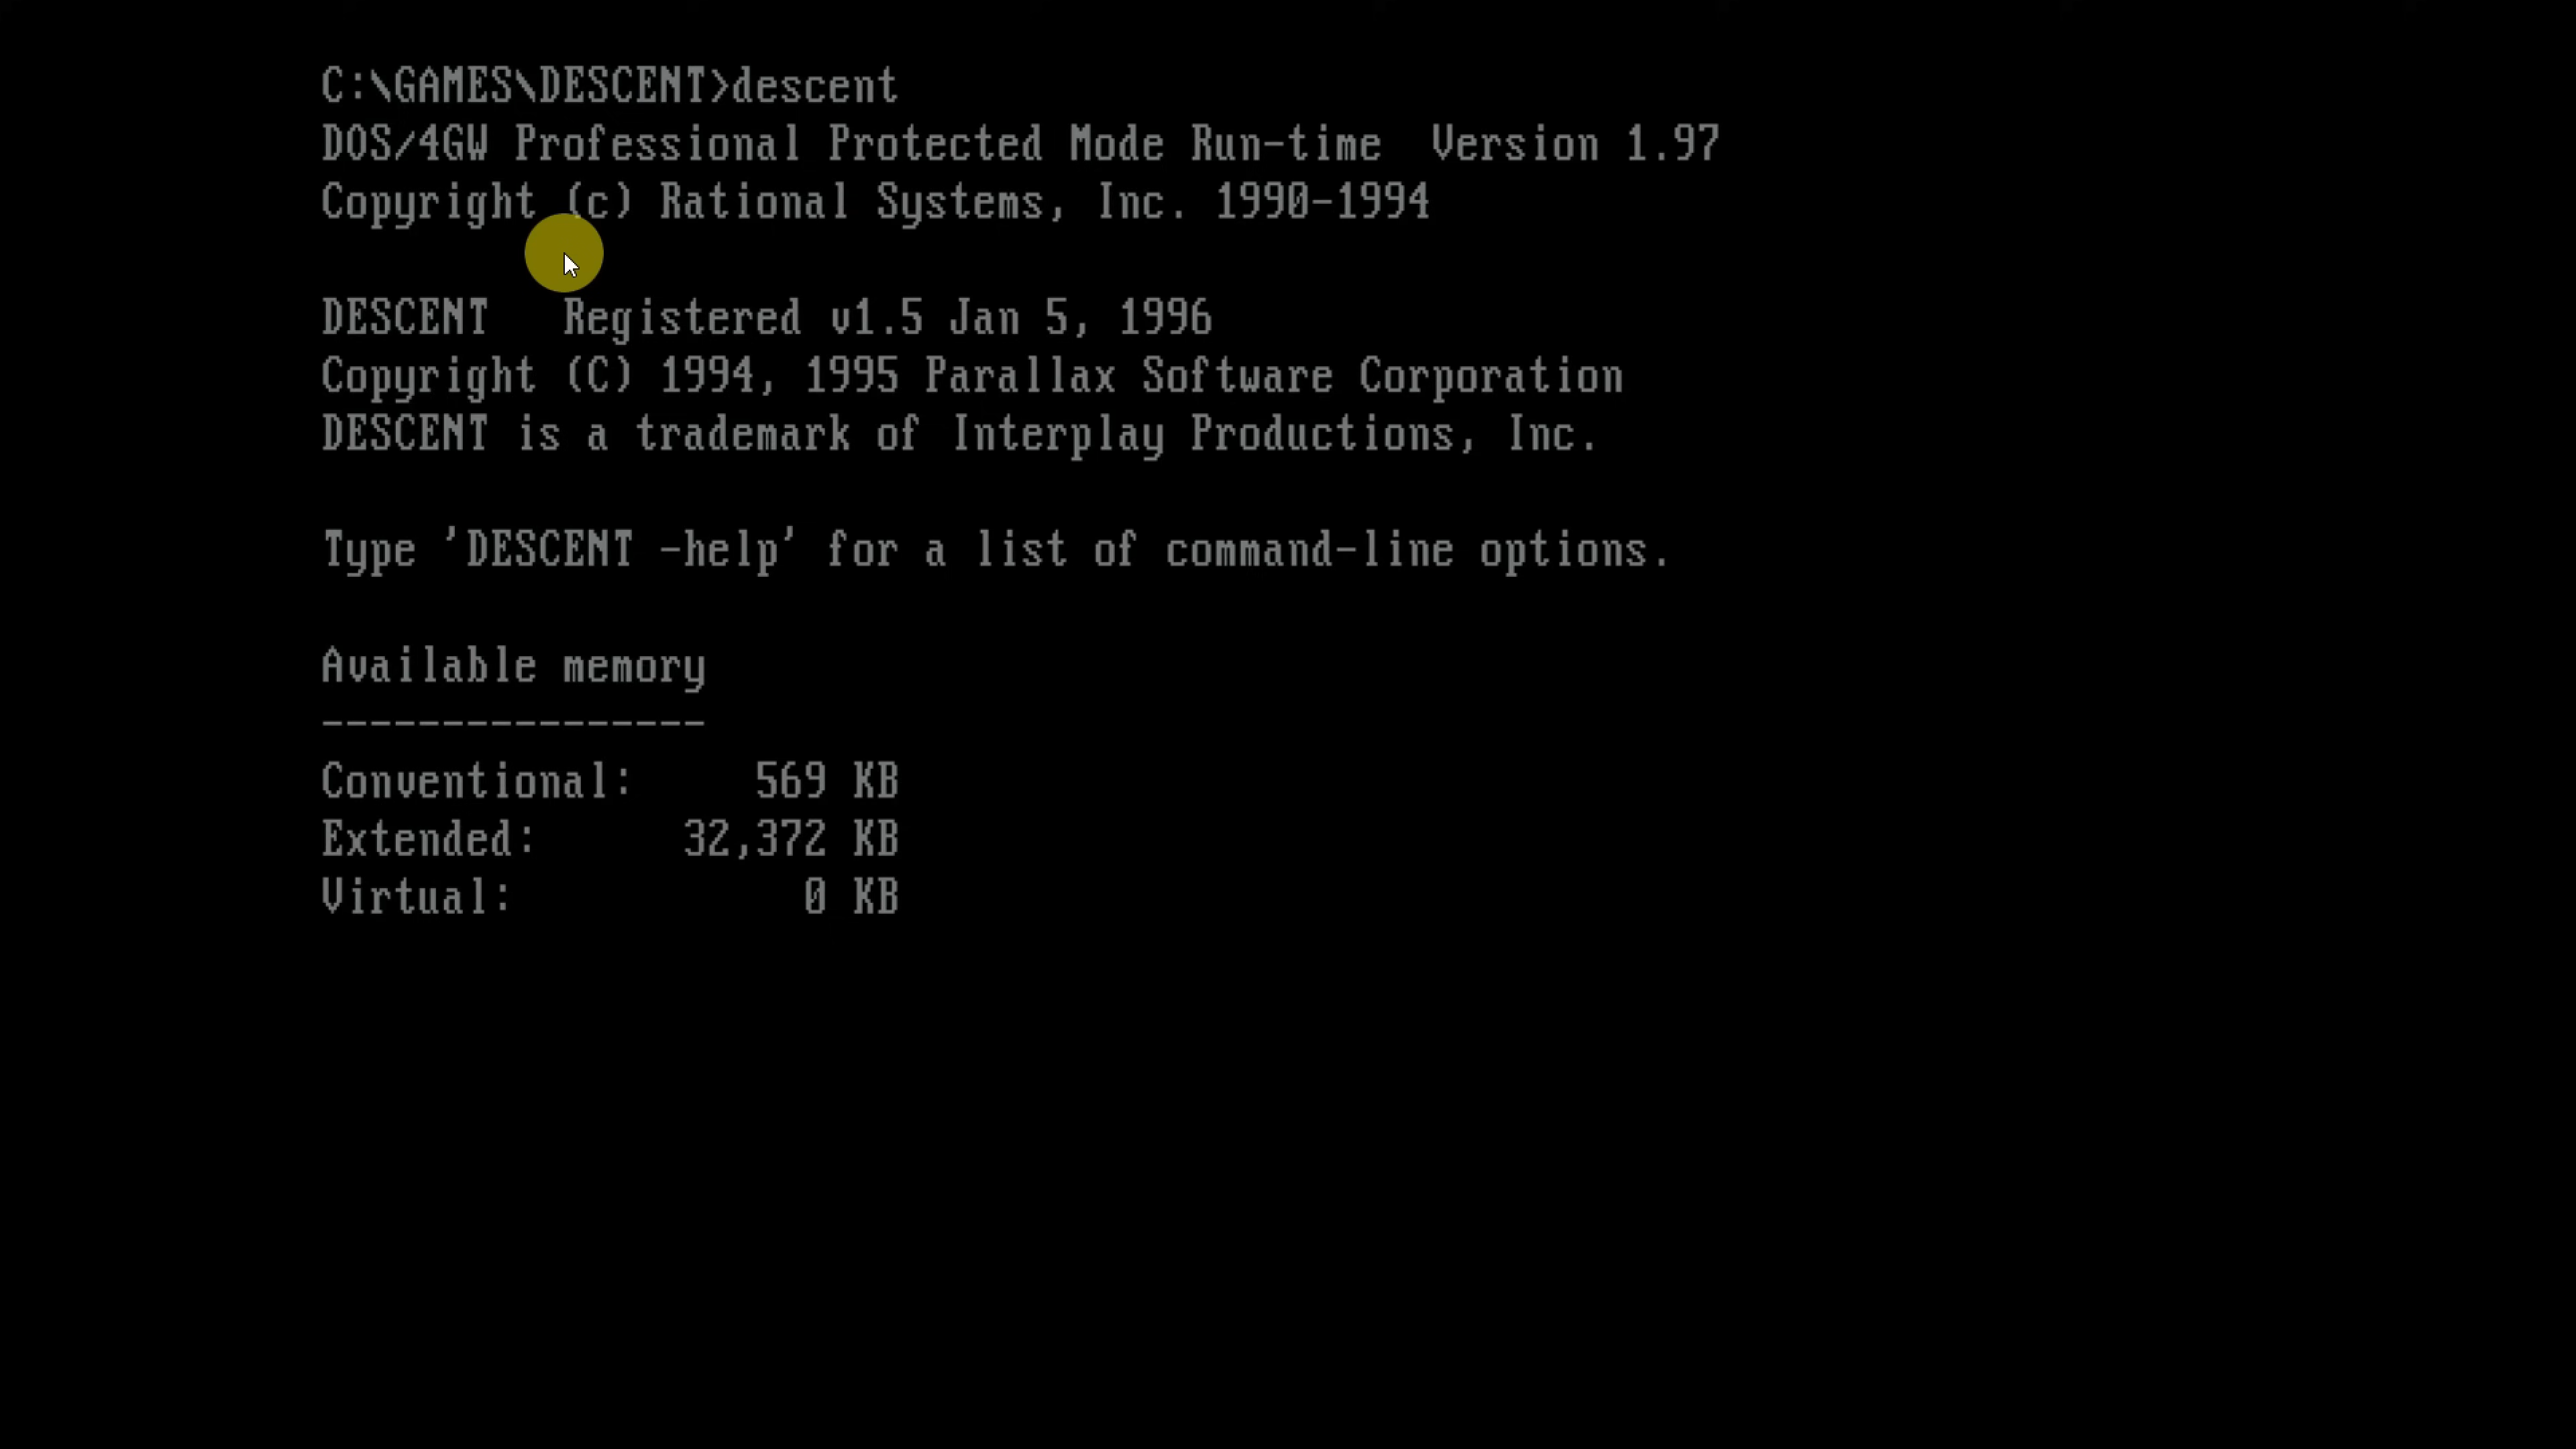 C:\GAMES\DESCENT>descent
DOS/4GW Professional Protected Mode Run-time  Version 1.97
Copyright (c) Rational Systems, Inc. 1990-1994
DESCENT   Registered v1.5 Jan 5, 1996
Copyright (C) 1994, 1995 Parallax Software Corporation
DESCENT is a trademark of Interplay Productions, Inc.
Type 'DESCENT -help' for a list of command-line options.
Available memory
----------------
Conventional:     569 KB
Extended:      32,372 KB
Virtual:            0 KB